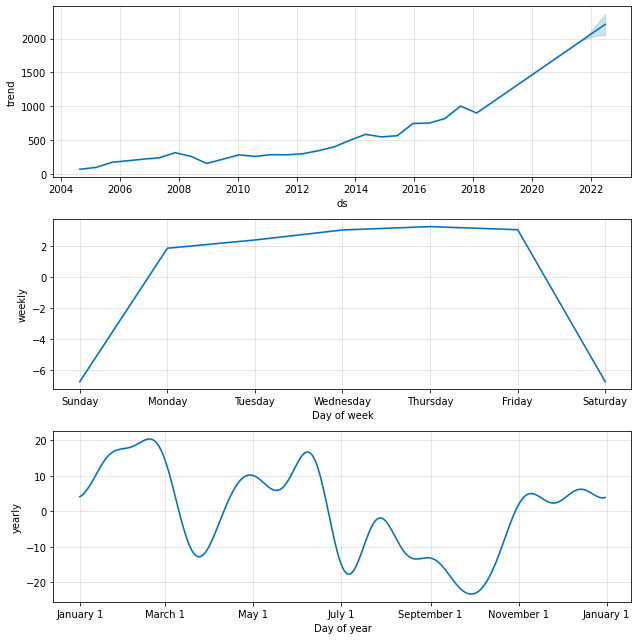 trend
2000
1500
1000
500
0
2004 2006 2008 2010 2012 2014 2016 2018 2020 2022
ds
weekly
2
0
−2
−4
−6
Sunday Monday Tuesday Wednesday Thursday Friday Saturday
Day of week
yearly
20
10
0
−10
−20
January 1 March 1 May 1 July 1 September 1 November 1 January 1
Day of year